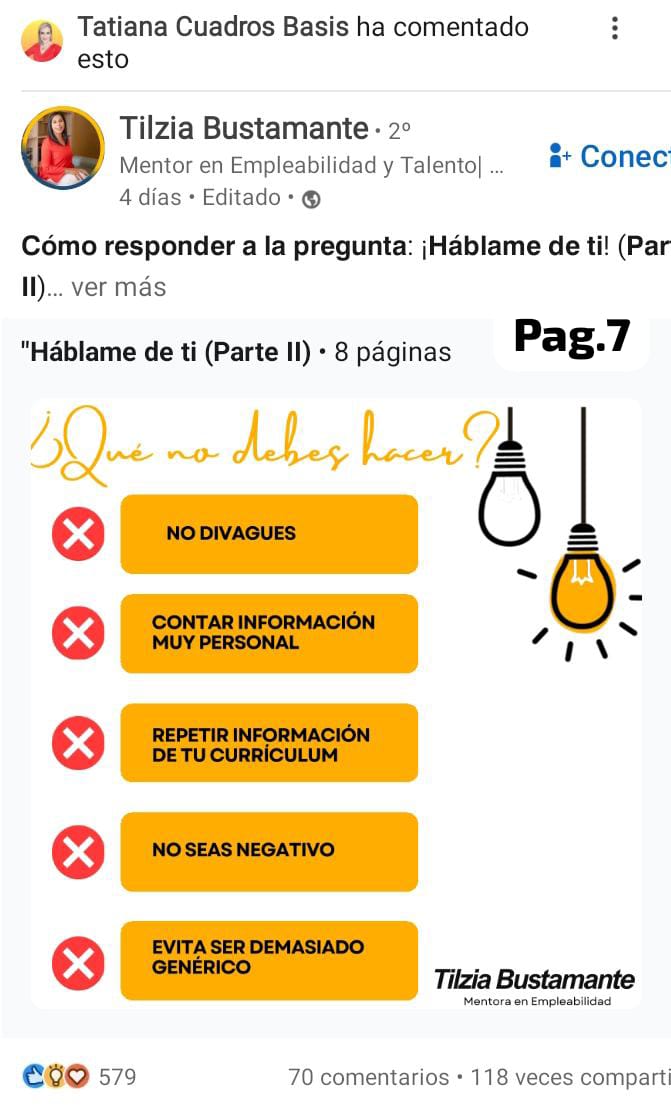 Tatiana Cuadros Basis ha comentado
esto
Tilzia Bustamante • 2º
Mentor en Empleabilidad y Talento| ...
Conec
4 días • Editado •
Cómo responder a la pregunta: ¡Háblame de ti! (Par
II)... ver más
"Háblame de ti (Parte II) • 8 páginas
Pag.7
¿Qué no debes hacer?
NO DIVAGUES
CONTAR INFORMACIÓN
MUY PERSONAL
REPETIR INFORMACIÓN
DE TU CURRÍCULUM
NO SEAS NEGATIVO
EVITA SER DEMASIADO
GENÉRICO
Tilzia Bustamante
Mentora en Empleabilidad
579
70 comentarios • 118 veces comparti